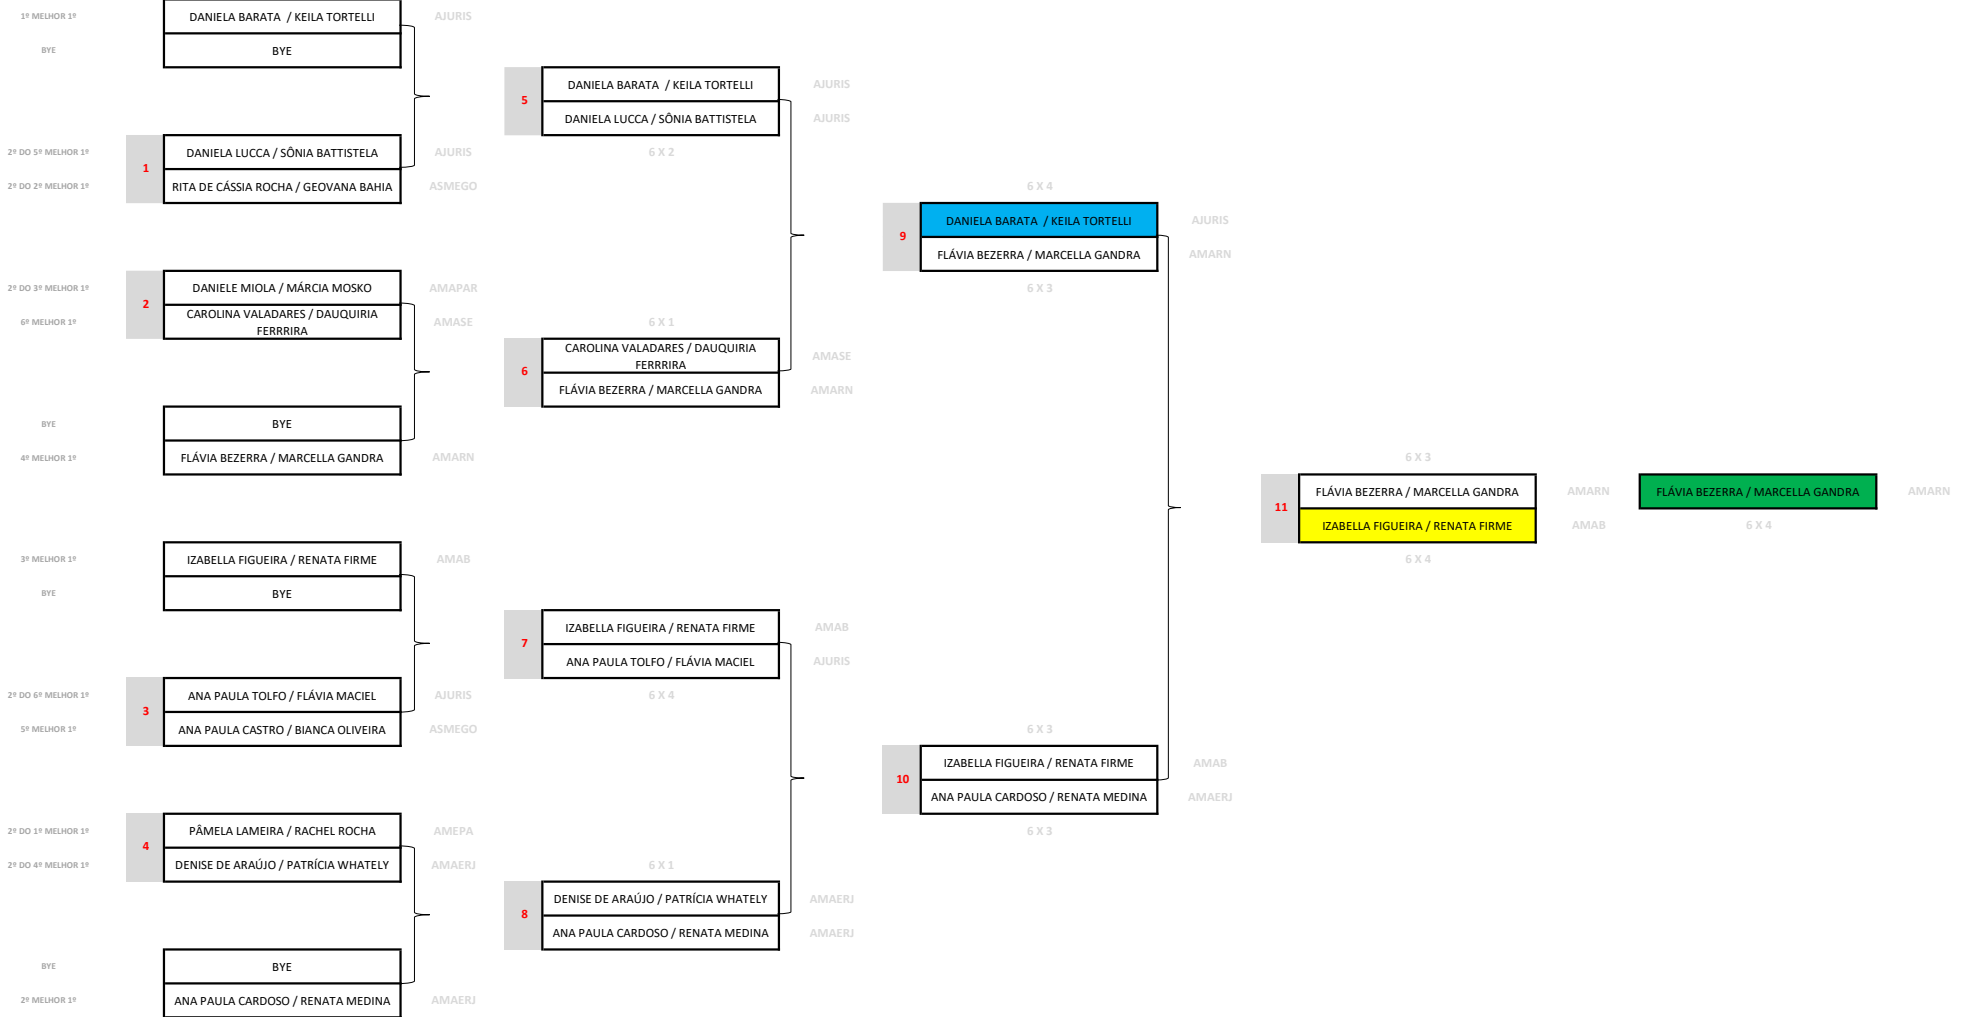 1º MELHOR 1º
DANIELA BARATA / KEILA TORTELLI
AJURIS
BYE
BYE
2º DO 5º MELHOR 1º
1
DANIELA LUCCA / SÔNIA BATTISTELA
AJURIS
2º DO 2º MELHOR 1º
RITA DE CÁSSIA ROCHA / GEOVANA BAHIA
ASMEGO
2º DO 3º MELHOR 1º
2
DANIELE MIOLA / MÁRCIA MOSKO
AMAPAR
6º MELHOR 1º
CAROLINA VALADARES / DAUQUIRIA
FERRRIRA
AMASE
BYE
BYE
4º MELHOR 1º
FLÁVIA BEZERRA / MARCELLA GANDRA
AMARN
3º MELHOR 1º
IZABELLA FIGUEIRA / RENATA FIRME
AMAB
BYE
BYE
2º DO 6º MELHOR 1º
3
ANA PAULA TOLFO / FLÁVIA MACIEL
AJURIS
5º MELHOR 1º
ANA PAULA CASTRO / BIANCA OLIVEIRA
ASMEGO
2º DO 1º MELHOR 1º
4
PÂMELA LAMEIRA / RACHEL ROCHA
AMEPA
2º DO 4º MELHOR 1º
DENISE DE ARAÚJO / PATRÍCIA WHATELY
AMAERJ
BYE
BYE
2º MELHOR 1º
ANA PAULA CARDOSO / RENATA MEDINA
AMAERJ
5
DANIELA BARATA / KEILA TORTELLI
AJURIS
DANIELA LUCCA / SÔNIA BATTISTELA
AJURIS
6 X 2
6 X 1
6
CAROLINA VALADARES / DAUQUIRIA
FERRRIRA
AMASE
FLÁVIA BEZERRA / MARCELLA GANDRA
AMARN
7
IZABELLA FIGUEIRA / RENATA FIRME
AMAB
ANA PAULA TOLFO / FLÁVIA MACIEL
AJURIS
6 X 4
6 X 1
8
DENISE DE ARAÚJO / PATRÍCIA WHATELY
AMAERJ
ANA PAULA CARDOSO / RENATA MEDINA
AMAERJ
6 X 4
9
DANIELA BARATA / KEILA TORTELLI
AJURIS
FLÁVIA BEZERRA / MARCELLA GANDRA
AMARN
6 X 3
6 X 3
10
IZABELLA FIGUEIRA / RENATA FIRME
AMAB
ANA PAULA CARDOSO / RENATA MEDINA
AMAERJ
6 X 3
6 X 3
11
FLÁVIA BEZERRA / MARCELLA GANDRA
AMARN
IZABELLA FIGUEIRA / RENATA FIRME
AMAB
6 X 4
FLÁVIA BEZERRA / MARCELLA GANDRA
AMARN
6 X 4